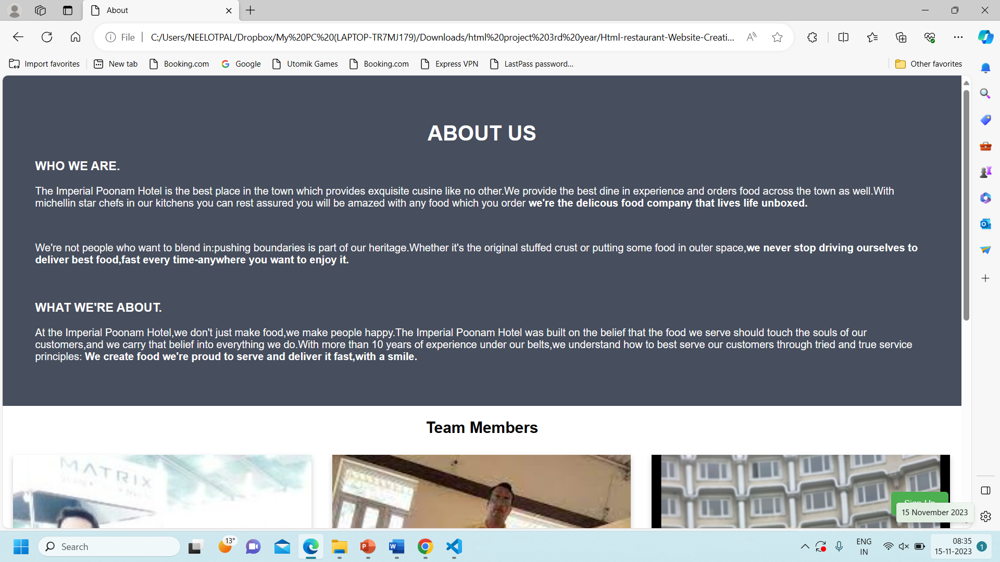 About
File
C:/Users/NEELOTPAL/Dropbox/My%20PC%20(LAPTOP-TR7MJ179)/Downloads/html%20project%203rd%20year/Html-restaurant-Website-Creati...
Import favorites
New tab
Booking.com
Google
Utomik Games
Booking.com
Express VPN
LastPass password...
Other favorites
ABOUT US
WHO WE ARE.
The Imperial Poonam Hotel is the best place in the town which provides exquisite cusine like no other.We provide the best dine in experience and orders food across the town as well.With
michellin star chefs in our kitchens you can rest assured you will be amazed with any food which you order we're the delicous food company that lives life unboxed.
We're not people who want to blend in:pushing boundaries is part of our heritage.Whether it's the original stuffed crust or putting some food in outer space,we never stop driving ourselves to
deliver best food,fast every time-anywhere you want to enjoy it.
WHAT WE'RE ABOUT.
At the Imperial Poonam Hotel,we don't just make food,we make people happy.The Imperial Poonam Hotel was built on the belief that the food we serve should touch the souls of our
customers,and we carry that belief into everything we do.With more than 10 years of experience under our belts,we understand how to best serve our customers through tried and true service
principles: We create food we're proud to serve and deliver it fast,with a smile.
Team Members
MATRIX
Sign Up
15 November 2023
13°
Search
ENG
IN
08:35
15-11-2023
1